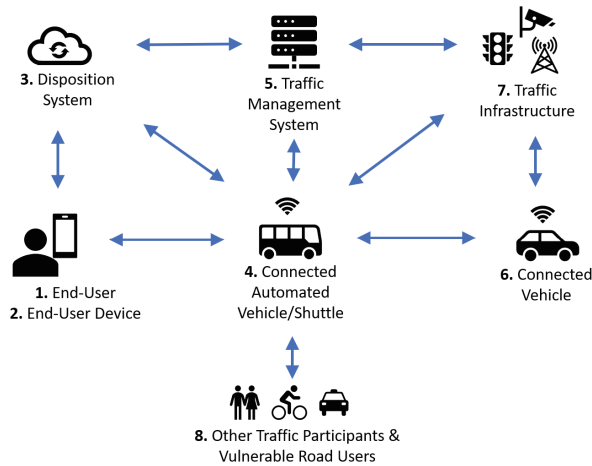 3. Disposition
System
5. Traffic
Management
System
7. Traffic
Infrastructure
1. End-User
2. End-User Device
4. Connected
Automated
Vehicle/Shuttle
6. Connected
Vehicle
8. Other Traffic Participants &
Vulnerable Road Users